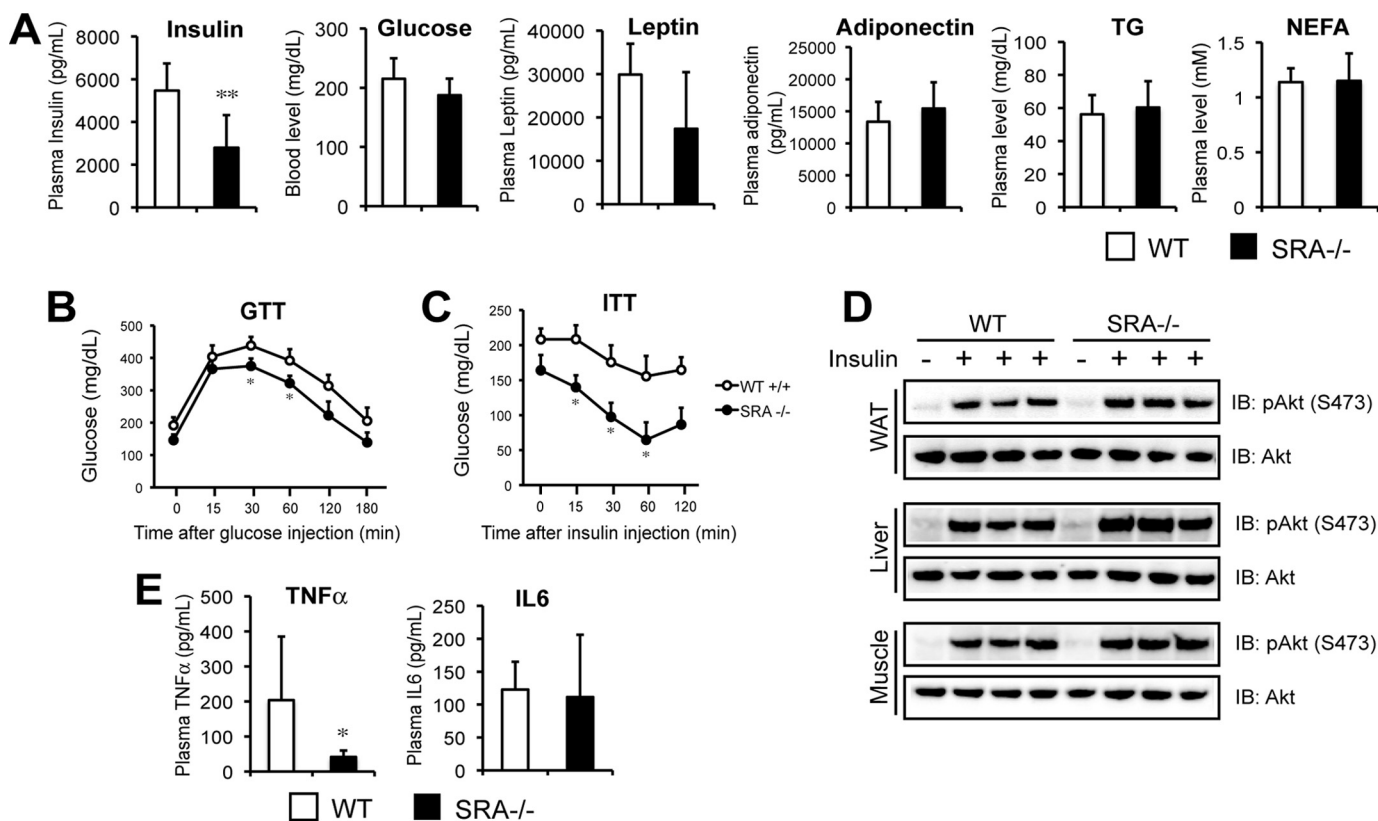 A
Insulin
Plasma Insulin (pg/mL)
8000
6000
4000
2000
0
**
Glucose
Blood level (mg/dL)
300
200
100
0
Leptin
Plasma Leptin (pg/mL)
40000
30000
20000
10000
0
Adiponectin
Plasma adiponectin
(pg/mL)
25000
20000
15000
10000
5000
0
TG
Plasma level (mg/dL)
100
80
60
40
20
0
NEFA
Plasma level (mM)
1.5
1
0.5
0
WT
SRA-/-
B
GTT
Glucose (mg/dL)
500
400
300
200
100
0
*
*
0 15 30 60 120 180
Time after glucose injection (min)
C
ITT
Glucose (mg/dL)
250
200
150
100
50
0
*
*
*
0 15 30 60 120
Time after insulin injection (min)
WT +/+
SRA -/-
D
WT SRA-/-
Insulin - + + + - + + +
WAT
IB: pAkt (S473)
IB: Akt
Liver
IB: pAkt (S473)
IB: Akt
Muscle
IB: pAkt (S473)
IB: Akt
E
TNFα
Plasma TNFα (pg/mL)
500
400
300
200
200
0
*
IL6
Plasma IL6 (pg/mL)
250
200
150
100
50
0
WT
SRA-/-